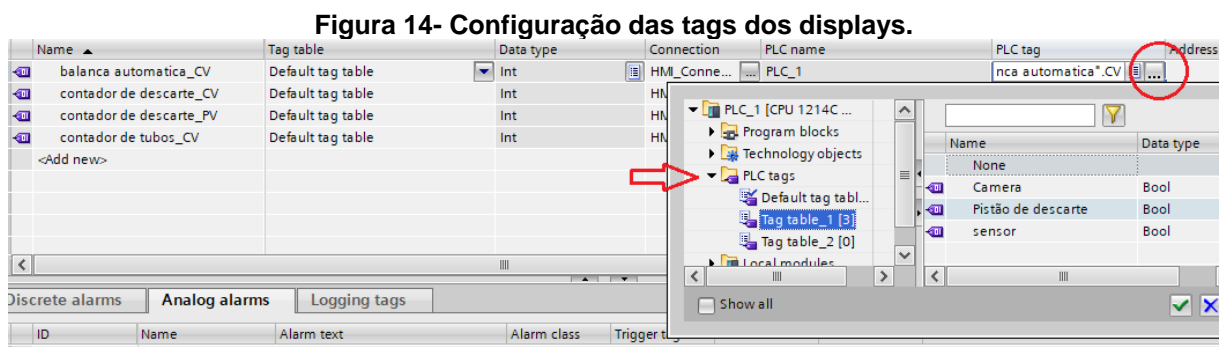 Figura 14- Configuração das tags dos displays.
Name Tag table Data type Connection PLC name PLC tag Address
balanca automatica_CV Default tag table Int HMI_Conne... ... PLC_1 nca automatica".CV ...
contador de descarte_CV Default tag table Int HM
contador de descarte_PV Default tag table Int HM
contador de tubos_CV Default tag table Int HM
<Add new>
PLC_1 [CPU 1214C ...
Program blocks
Technology objects
PLC tags
Default tag tabl...
Tag table_1 [3]
Tag table_2 [0]
Local modules
Show all
Name Data type
None
Camera Bool
Pistão de descarte Bool
sensor Bool
Discrete alarms Analog alarms Logging tags
ID Name Alarm text Alarm class Trigger